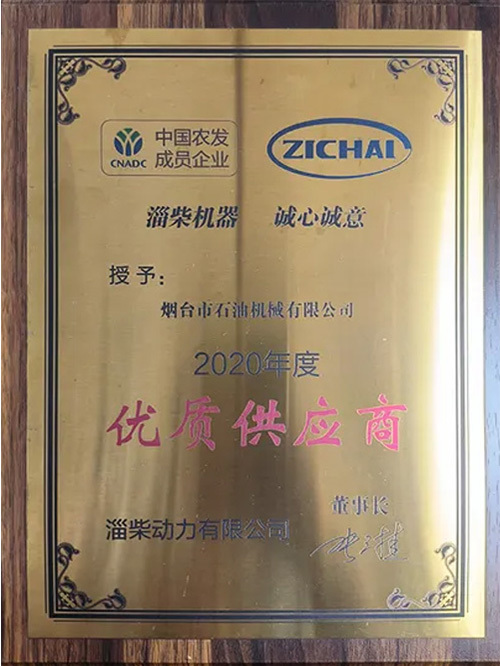 中国农发
成员企业
CNADC
ZICHAI
淄柴机器 诚心诚意
授予：
烟台市石油机械有限公司
2020年度
优质供应商
董事长
淄柴动力有限公司